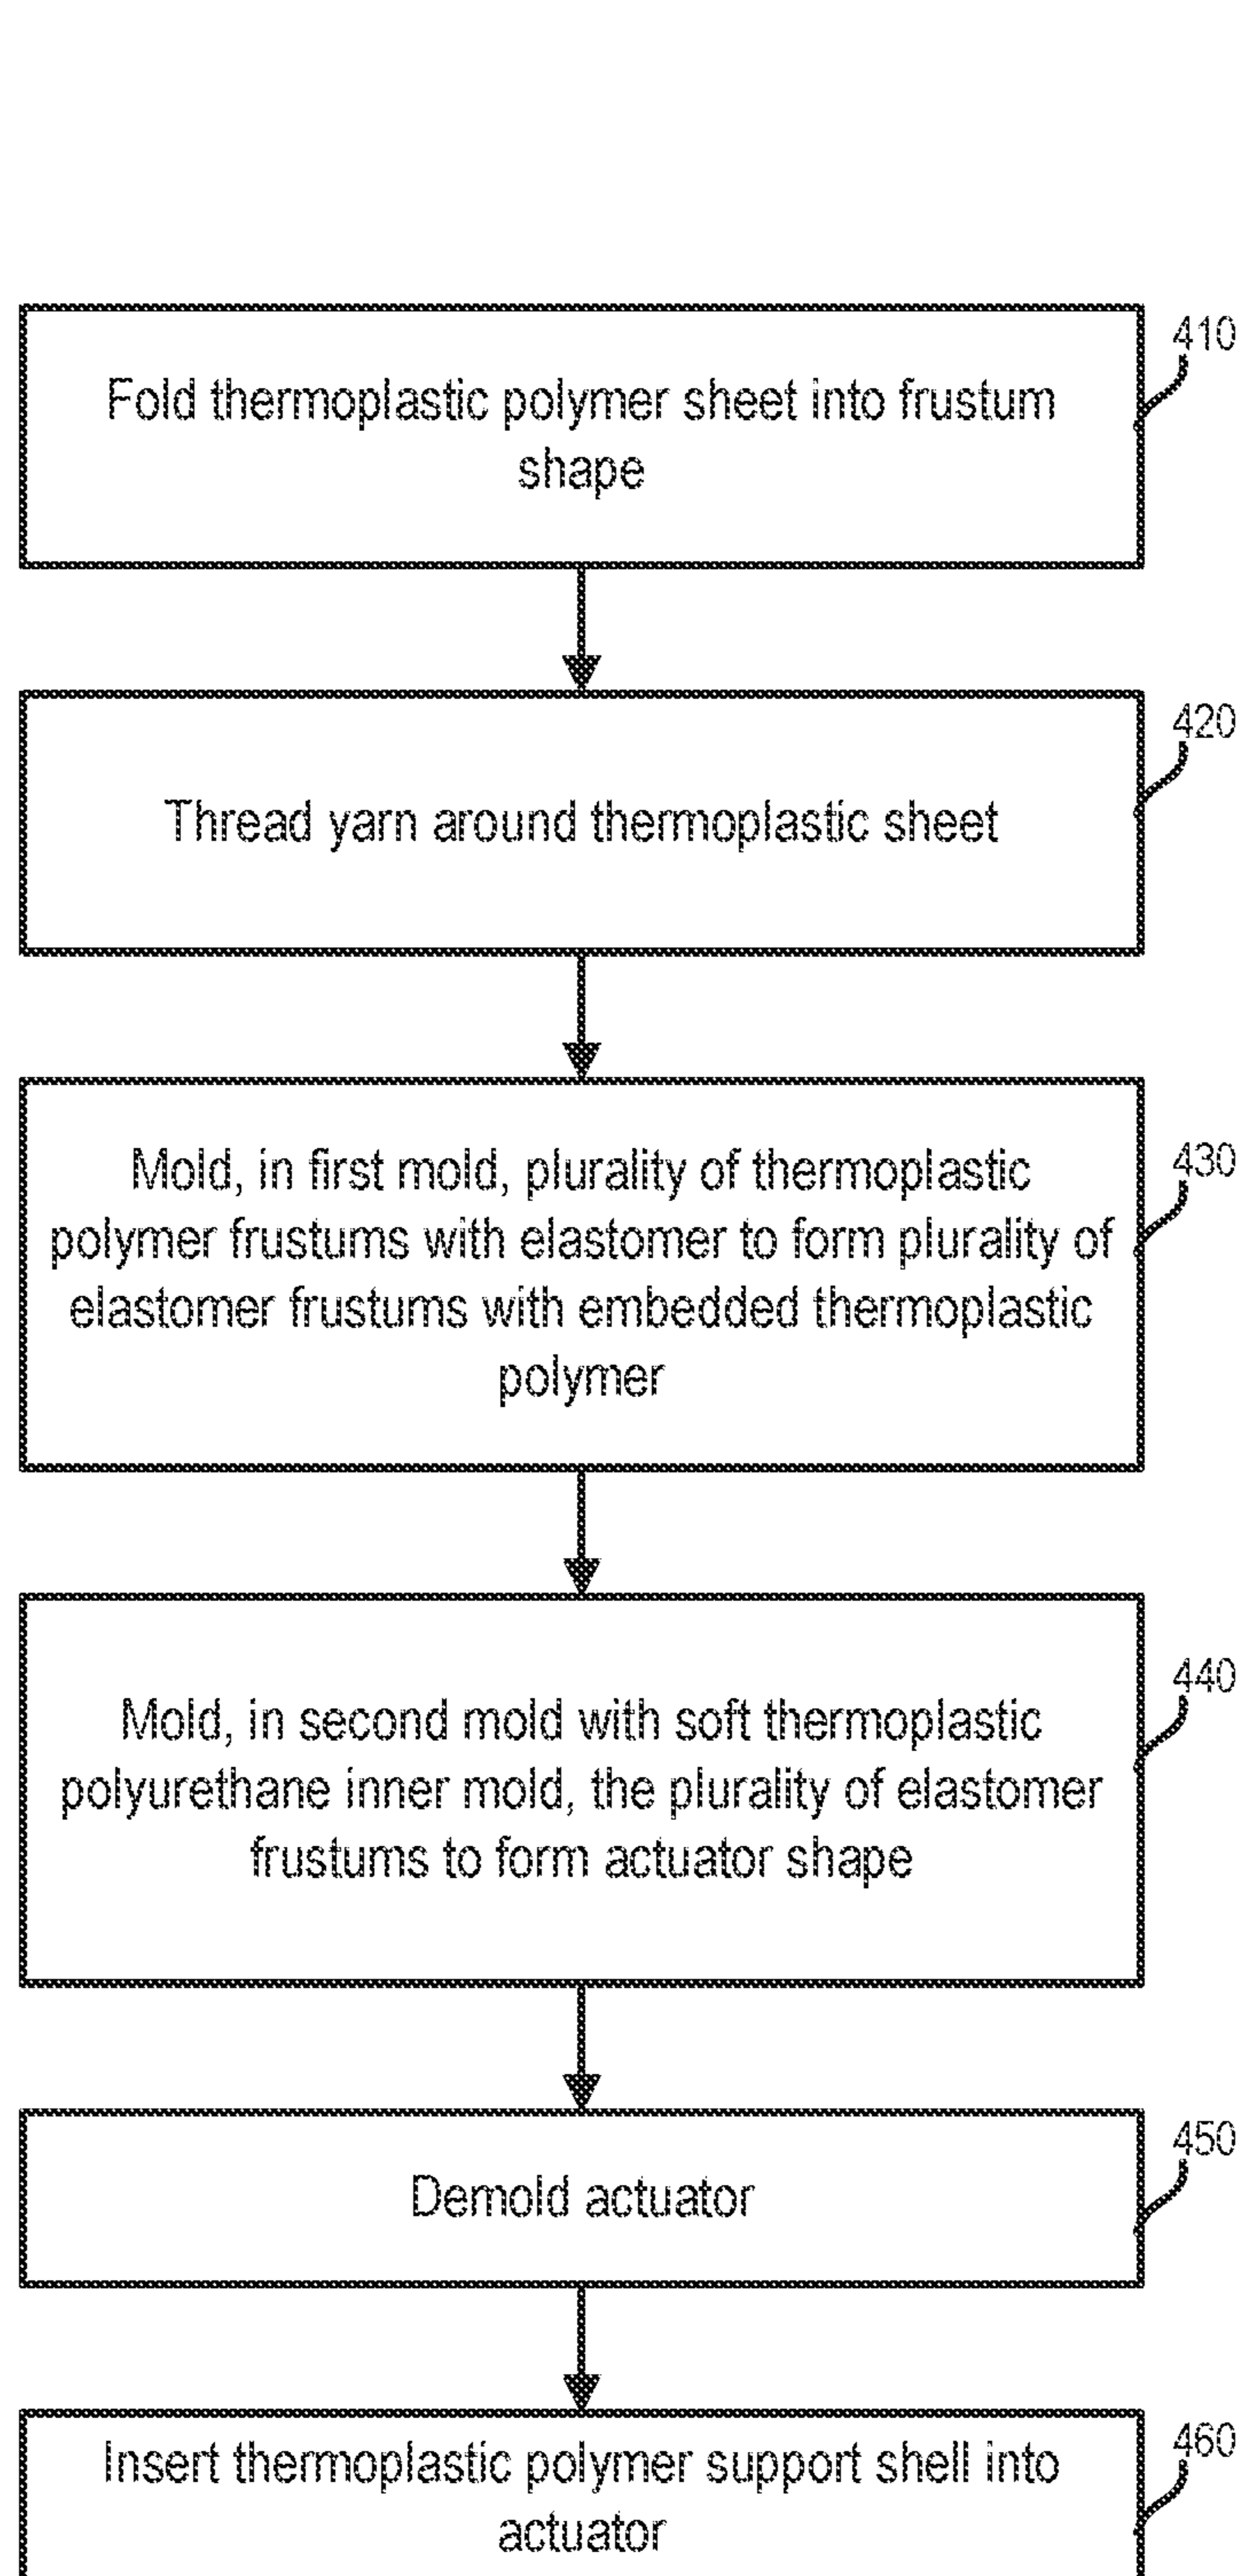 410
Fold thermoplastic polymer sheet into frustum
shape
420
Thread yarn around thermoplastic sheet
430
Mold, in first mold, plurality of thermoplastic
polymer frustums with elastomer to form plurality of
elastomer frustums with embedded thermoplastic
polymer
440
Mold, in second mold with soft thermoplastic
polyurethane inner mold, the plurality of elastomer
frustums to form actuator shape
450
Demold actuator
460
Insert thermoplastic polymer support shell into
actuator